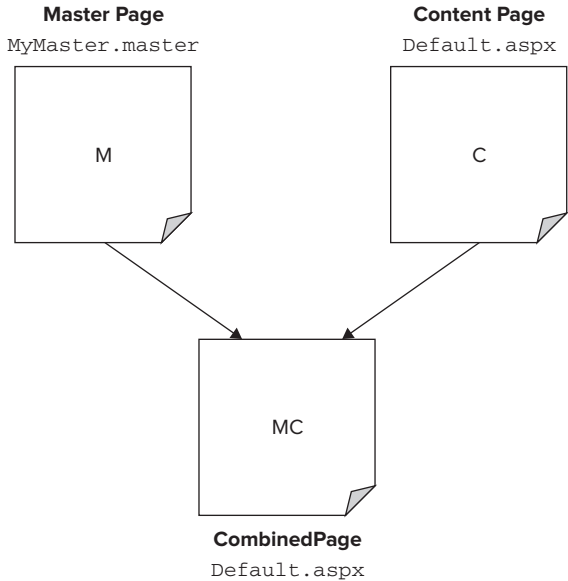 Master Page
MyMaster.master
M
Content Page
Default.aspx
C
MC
CombinedPage
Default.aspx